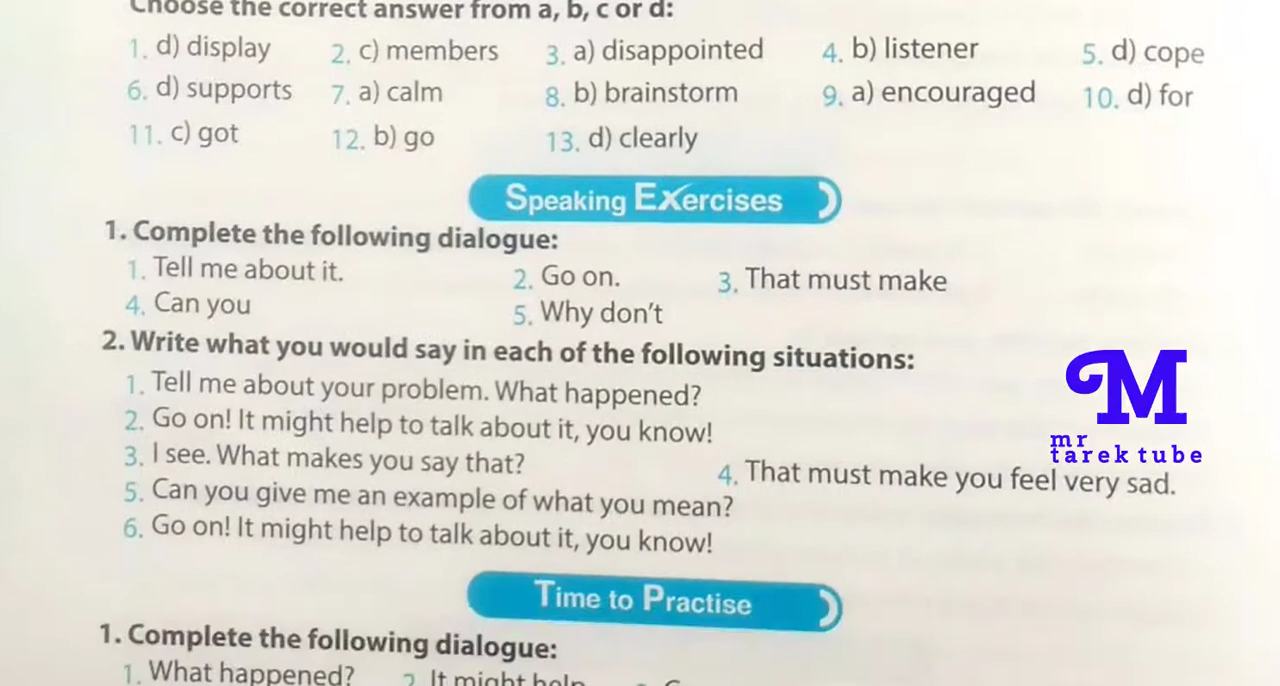 Choose the correct answer from a, b, c or d:
1. d) display 2. c) members 3. a) disappointed 4. b) listener 5. d) cope
6. d) supports 7. a) calm 8. b) brainstorm 9. a) encouraged 10. d) for
11. c) got 12. b) go 13. d) clearly
Speaking Exercises
1. Complete the following dialogue:
1. Tell me about it. 2. Go on. 3. That must make
4. Can you 5. Why don't
2. Write what you would say in each of the following situations:
1. Tell me about your problem. What happened?
2. Go on! It might help to talk about it, you know!
3. I see. What makes you say that? 4. That must make you feel very sad.
5. Can you give me an example of what you mean?
6. Go on! It might help to talk about it, you know!
M
mr
tarek tube
Time to Practise
1. Complete the following dialogue:
1. What happened? 2. It might help